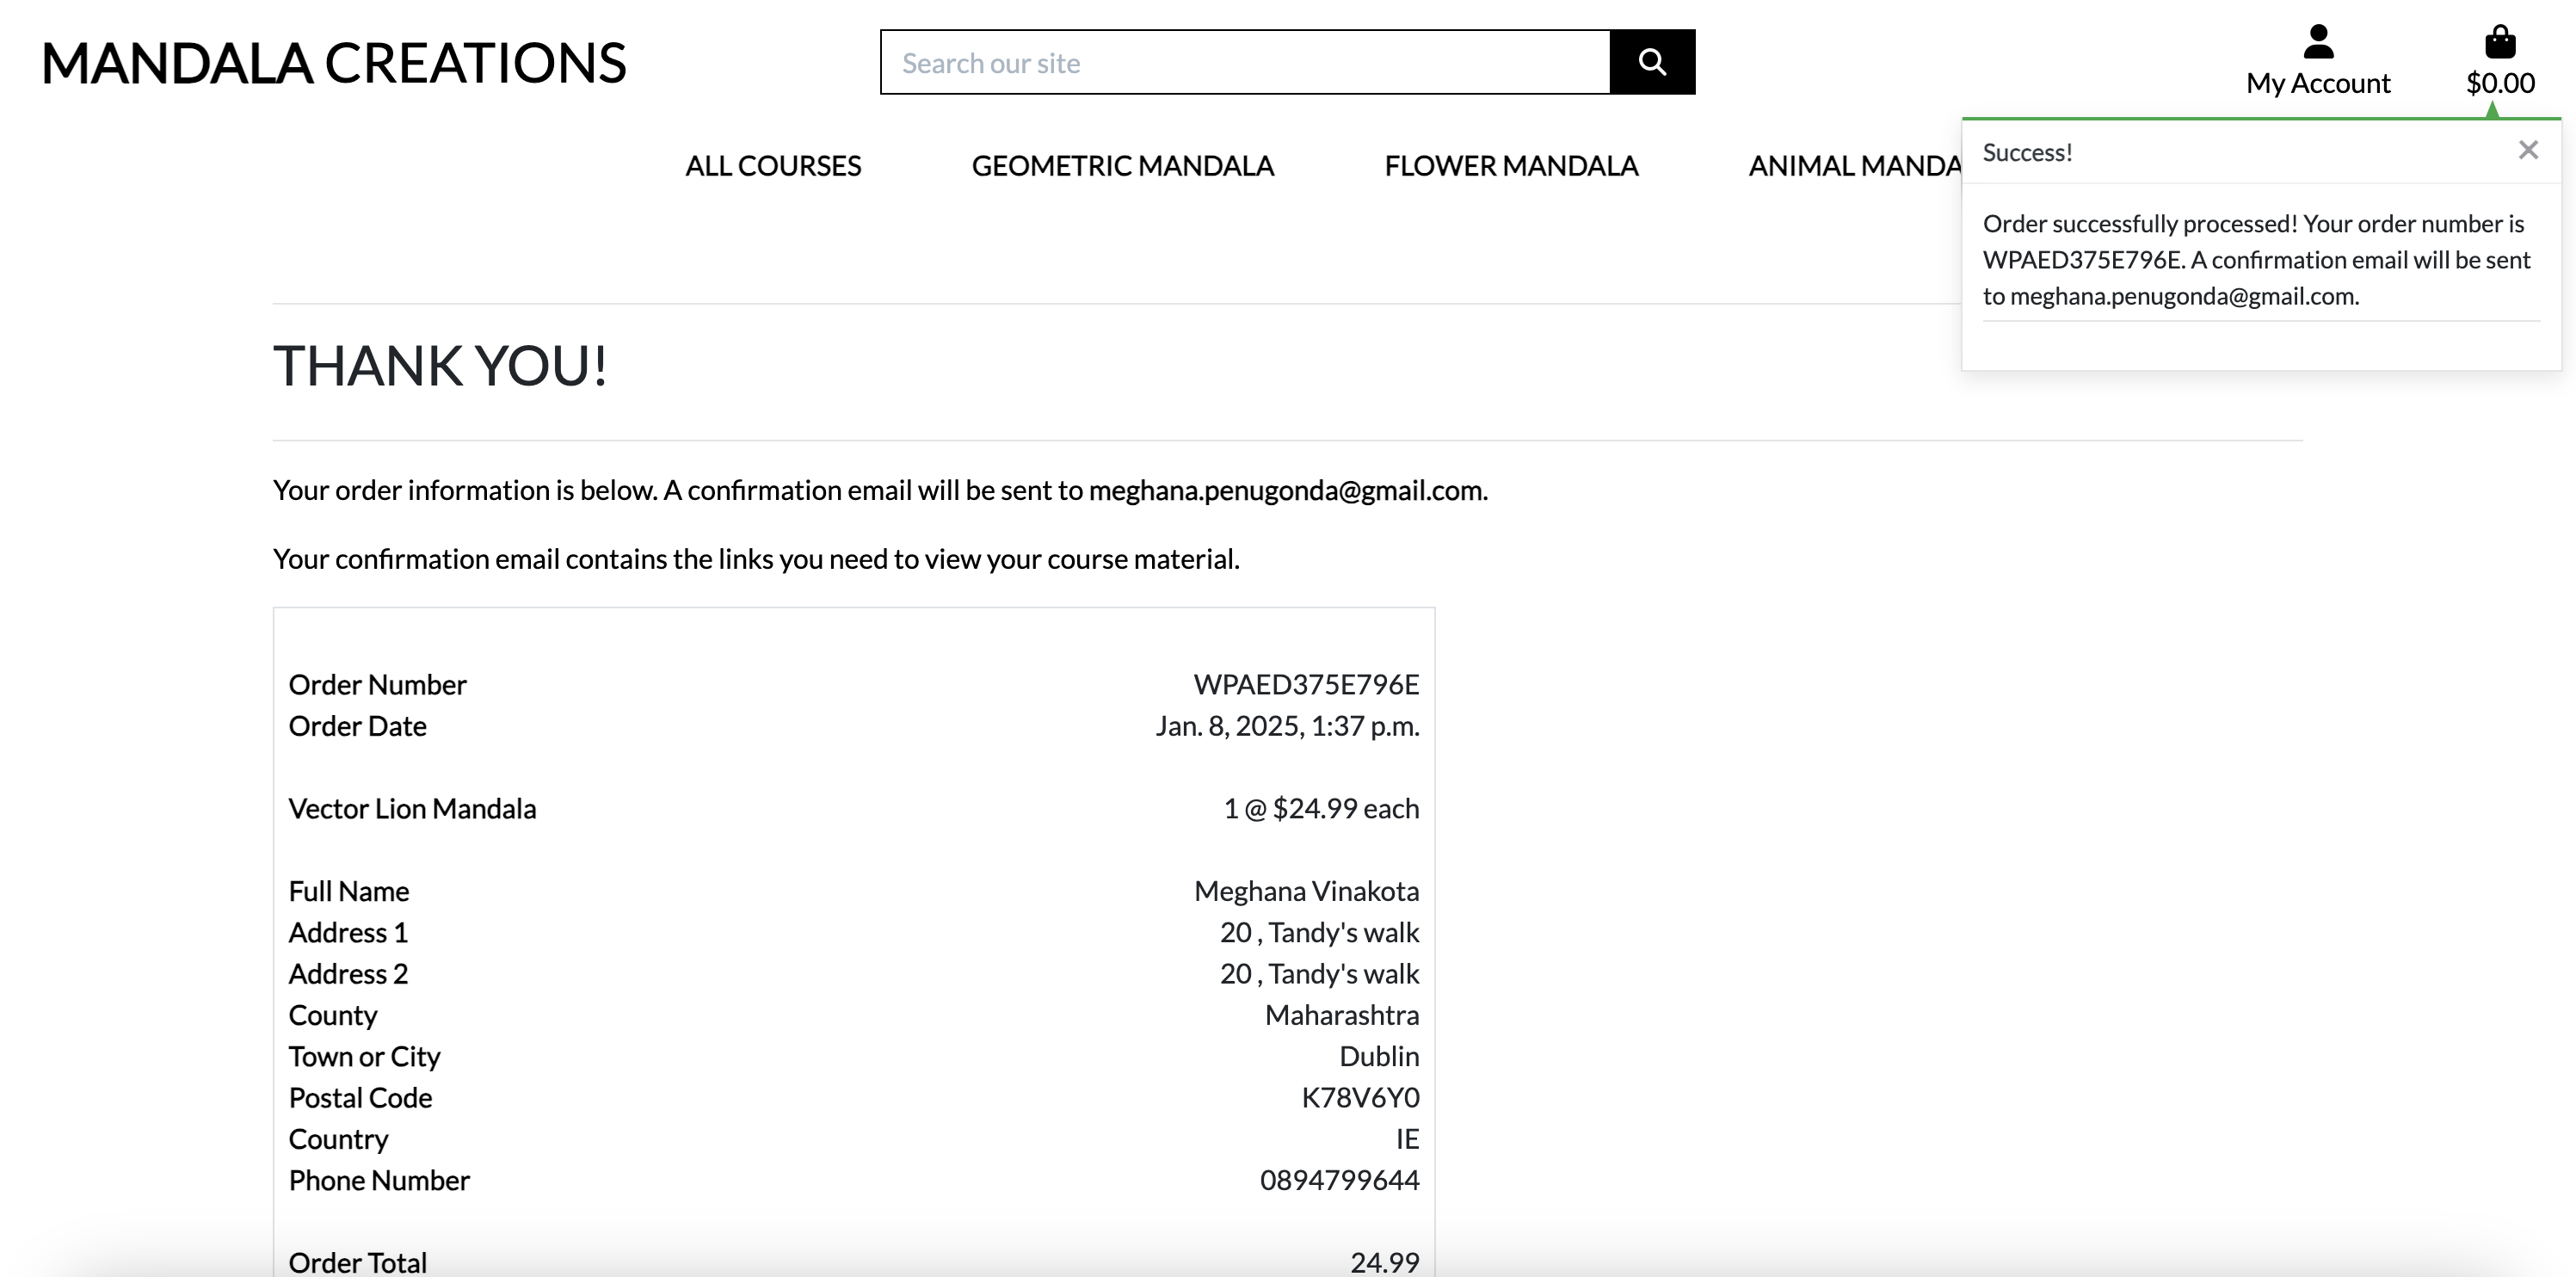 MANDALA CREATIONS
Search our site
My Account
$0.00
ALL COURSES GEOMETRIC MANDALA FLOWER MANDALA ANIMAL MANDA
Success!
Order successfully processed! Your order number is
WPAED375E796E. A confirmation email will be sent
to meghana.penugonda@gmail.com.
THANK YOU!
Your order information is below. A confirmation email will be sent to meghana.penugonda@gmail.com.
Your confirmation email contains the links you need to view your course material.
Order Number WPAED375E796E
Order Date Jan. 8, 2025, 1:37 p.m.
Vector Lion Mandala 1 @ $24.99 each
Full Name Meghana Vinakota
Address 1 20 , Tandy's walk
Address 2 20 , Tandy's walk
County Maharashtra
Town or City Dublin
Postal Code K78V6Y0
Country IE
Phone Number 0894799644
Order Total 24.99